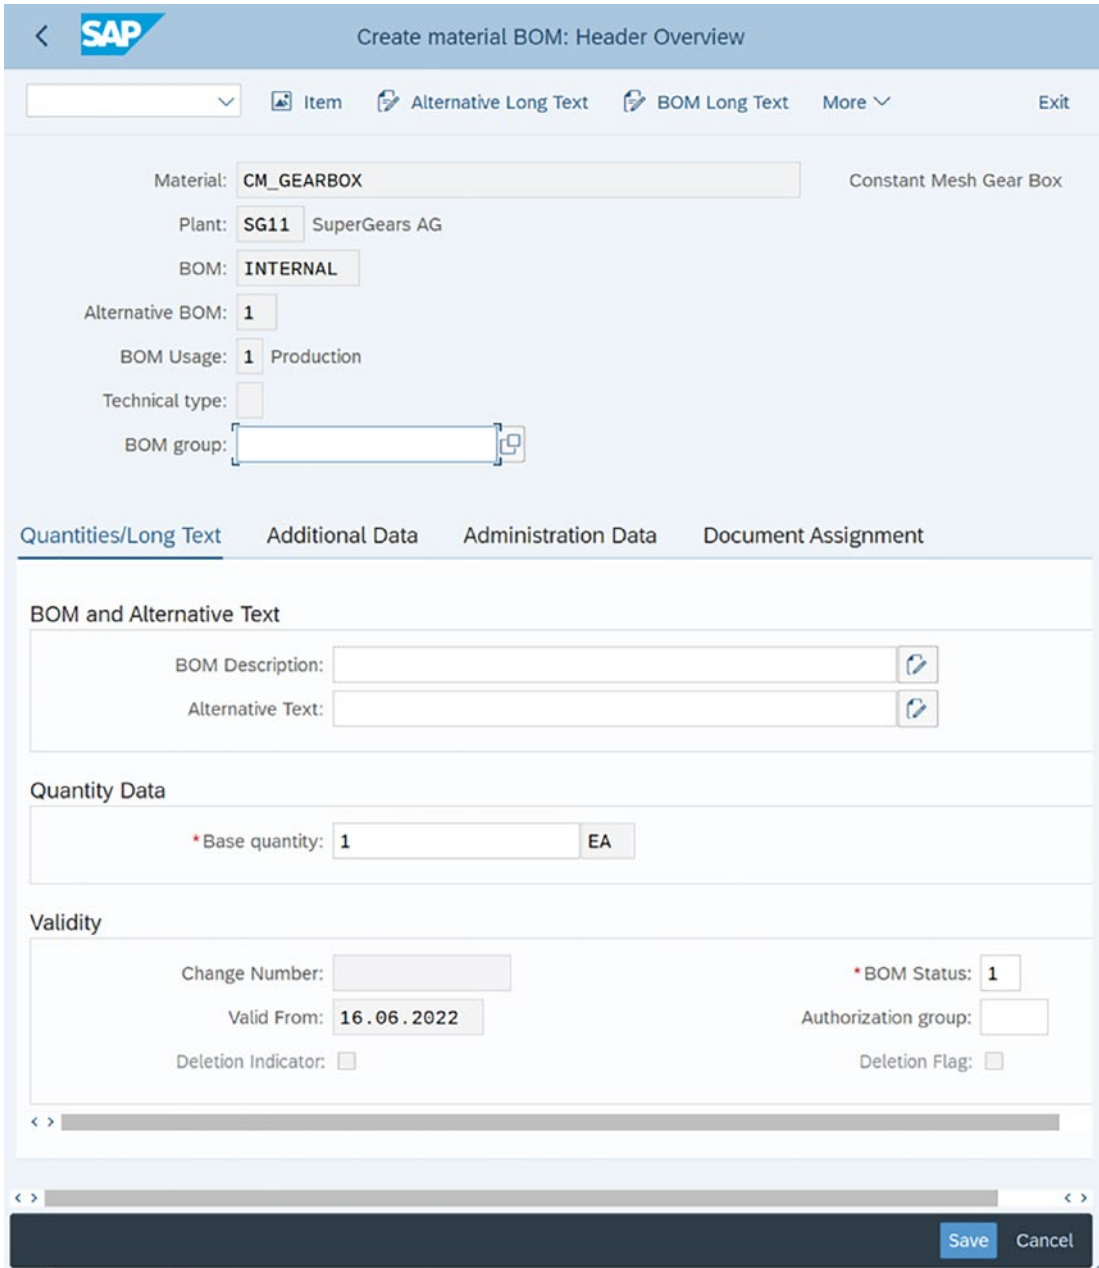 SAP
Create material BOM: Header Overview
Item Alternative Long Text BOM Long Text More Exit
Material: CM_GEARBOX Constant Mesh Gear Box
Plant: SG11 SuperGears AG
BOM: INTERNAL
Alternative BOM: 1
BOM Usage: 1 Production
Technical type:
BOM group:
Quantities/Long Text Additional Data Administration Data Document Assignment
BOM and Alternative Text
BOM Description:
Alternative Text:
Quantity Data
*Base quantity: 1 EA
Validity
Change Number: *BOM Status: 1
Valid From: 16.06.2022 Authorization group:
Deletion Indicator: Deletion Flag:
Save Cancel